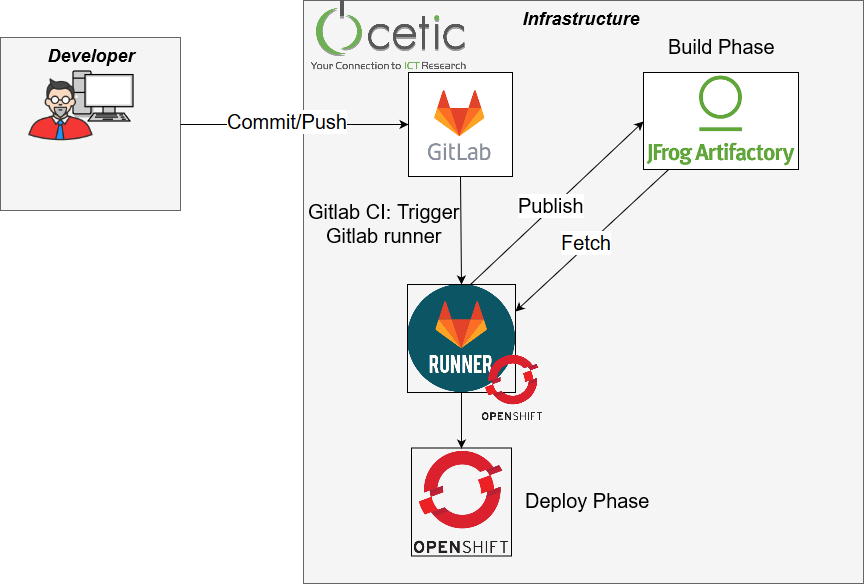 Infrastructure
cetic
Your Connection to ICT Research
Developer
Build Phase
Commit/Push
GitLab
JFrog Artifactory
Gitlab CI: Trigger
Gitlab runner
Publish
Fetch
RUNNER
OPENSHIFT
OPENSHIFT
Deploy Phase